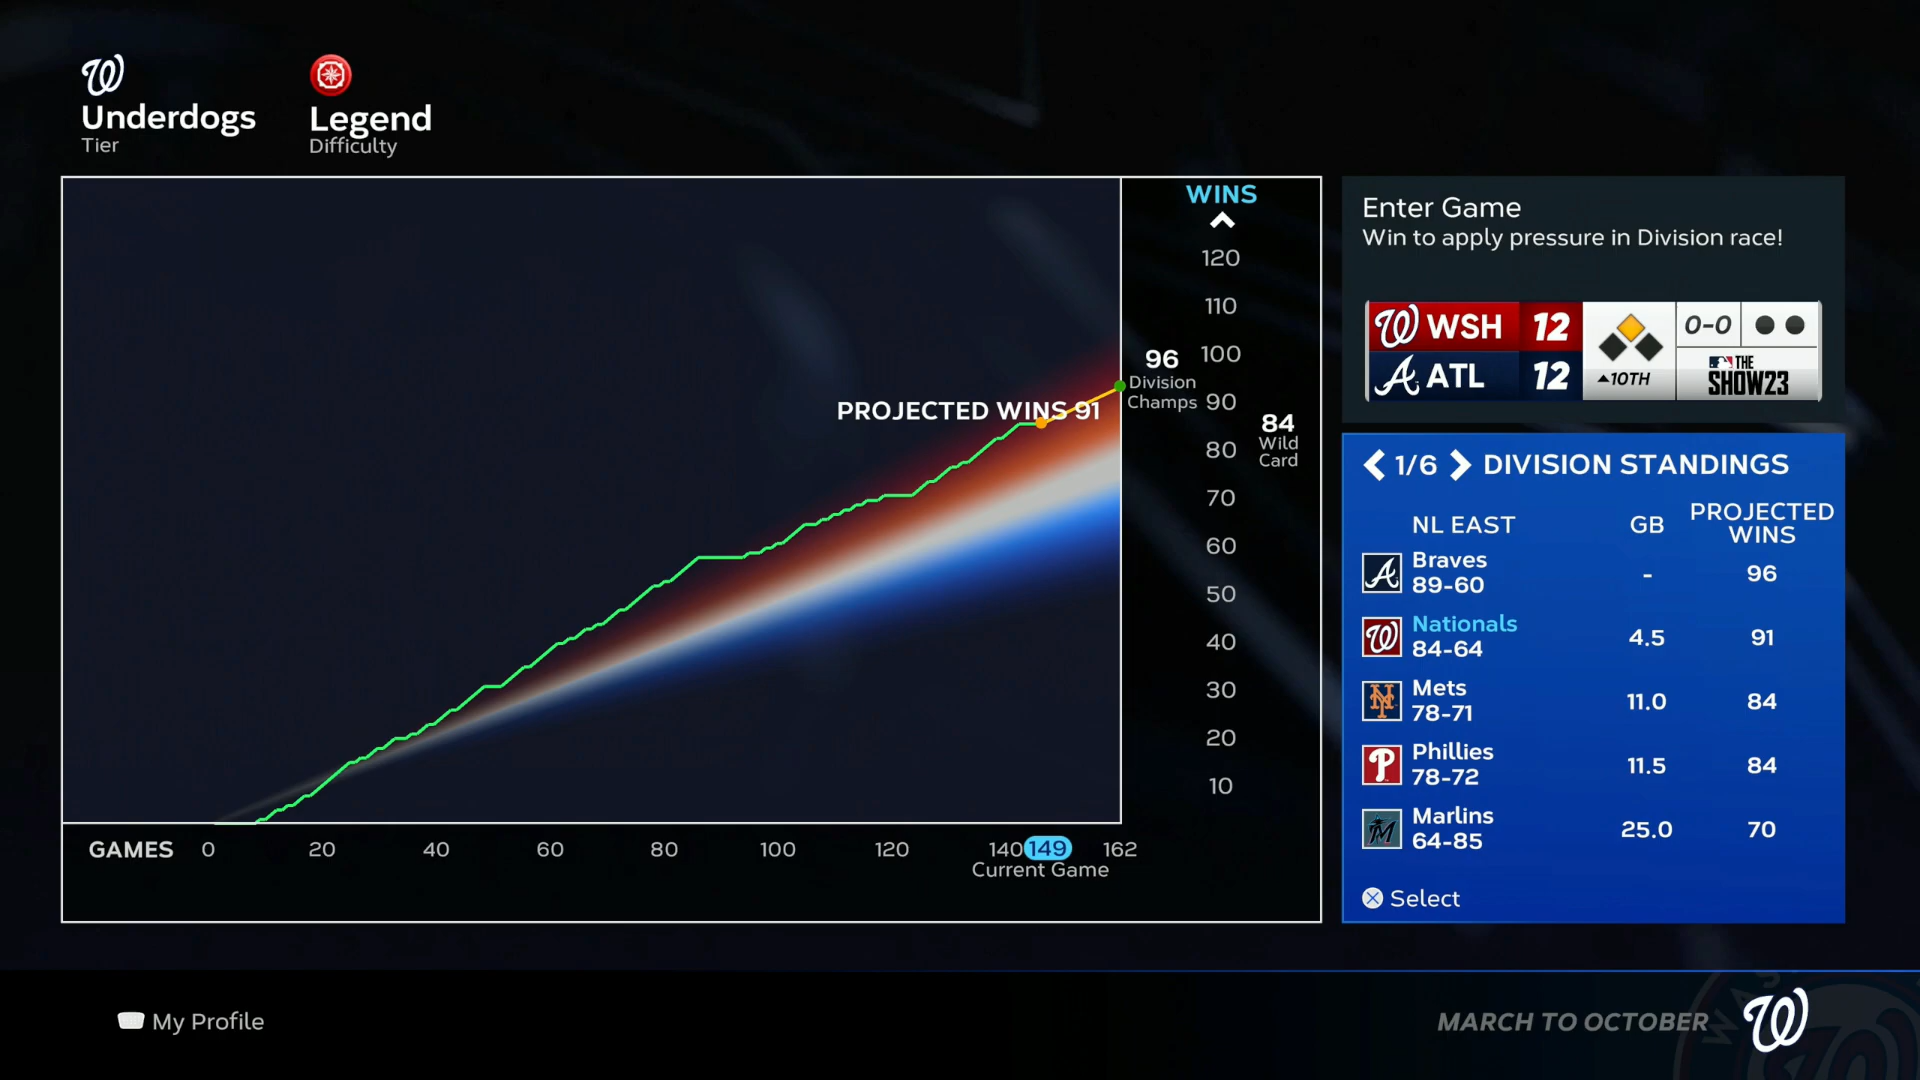 Underdogs
Tier
Legend
Difficulty
WINS
120
110
100
90
80
70
60
50
40
30
20
10
96
Division
Champs
84
Wild
Card
PROJECTED WINS 91
GAMES 0 20 40 60 80 100 120 140 149 162
Current Game
Enter Game
Win to apply pressure in Division race!
WSH 12
ATL 12
10TH
0-0
THE
SHOW23
1/6 DIVISION STANDINGS
NL EAST GB PROJECTED
WINS
Braves
89-60 - 96
Nationals
84-64 4.5 91
Mets
78-71 11.0 84
Phillies
78-72 11.5 84
Marlins
64-85 25.0 70
Select
My Profile
MARCH TO OCTOBER